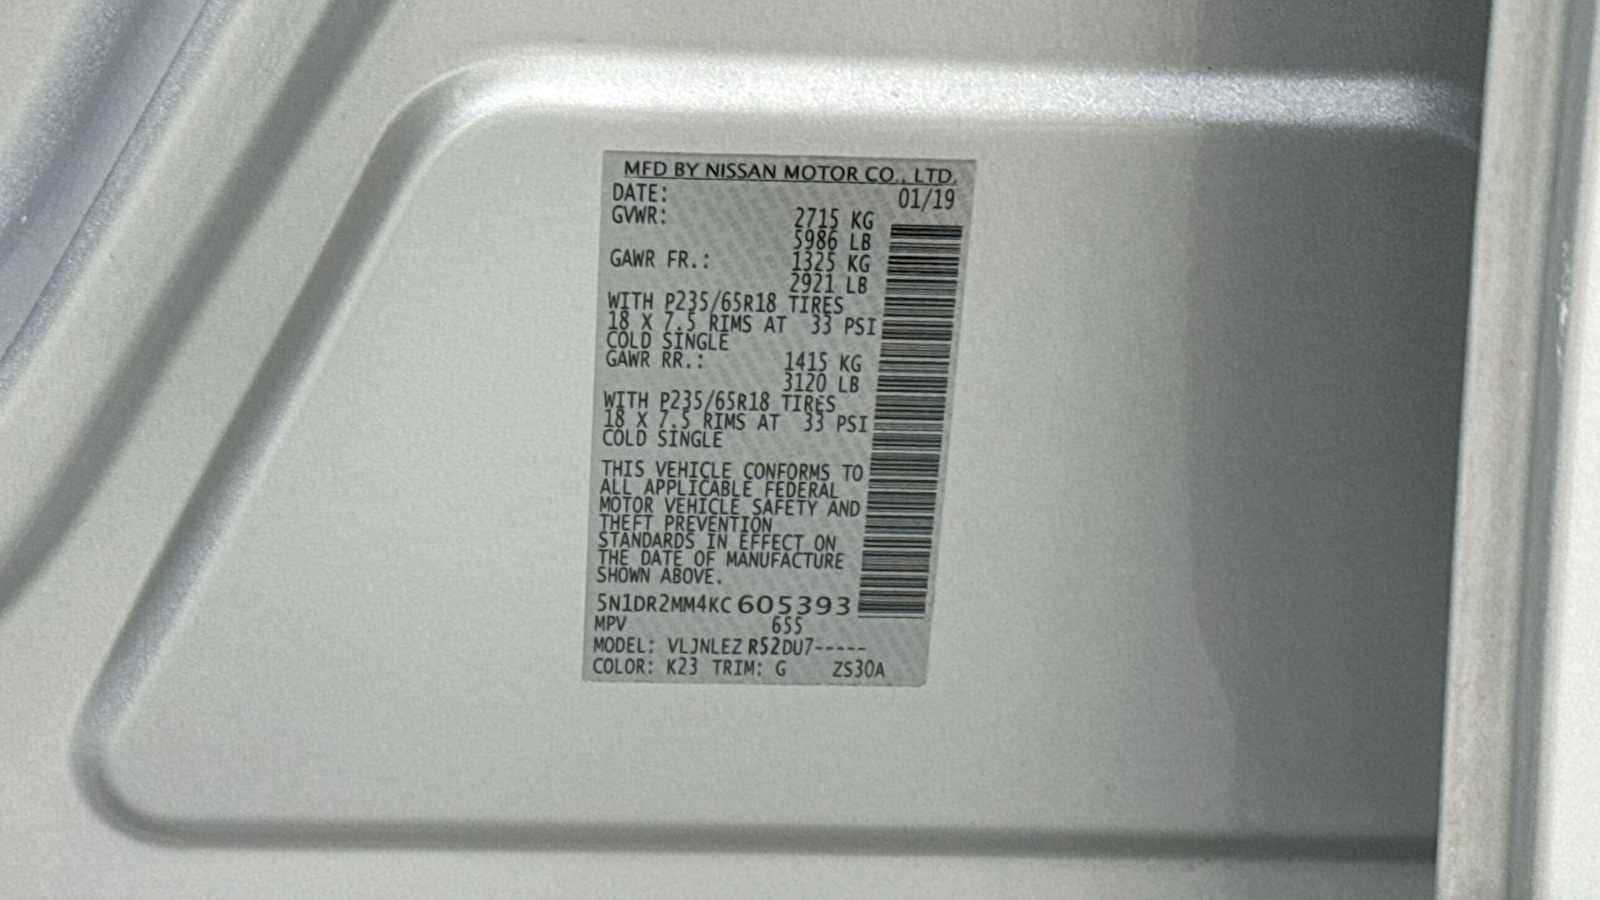 MFD BY NISSAN MOTOR CO., LTD.
DATE: 01/19
GVWR: 2715 KG
5986 LB
GAWR FR.: 1325 KG
2921 LB
WITH P235/65R18 TIRES
18 X 7.5 RIMS AT 33 PSI
COLD SINGLE
GAWR RR.: 1415 KG
3120 LB
WITH P235/65R18 TIRES
18 X 7.5 RIMS AT 33 PSI
COLD SINGLE
THIS VEHICLE CONFORMS TO
ALL APPLICABLE FEDERAL
MOTOR VEHICLE SAFETY AND
THEFT PREVENTION
STANDARDS IN EFFECT ON
THE DATE OF MANUFACTURE
SHOWN ABOVE.
5N1DR2MM4KC605393
MPV 655
MODEL: VLJNLEZ R52DU7-----
COLOR: K23 TRIM: G ZS30A